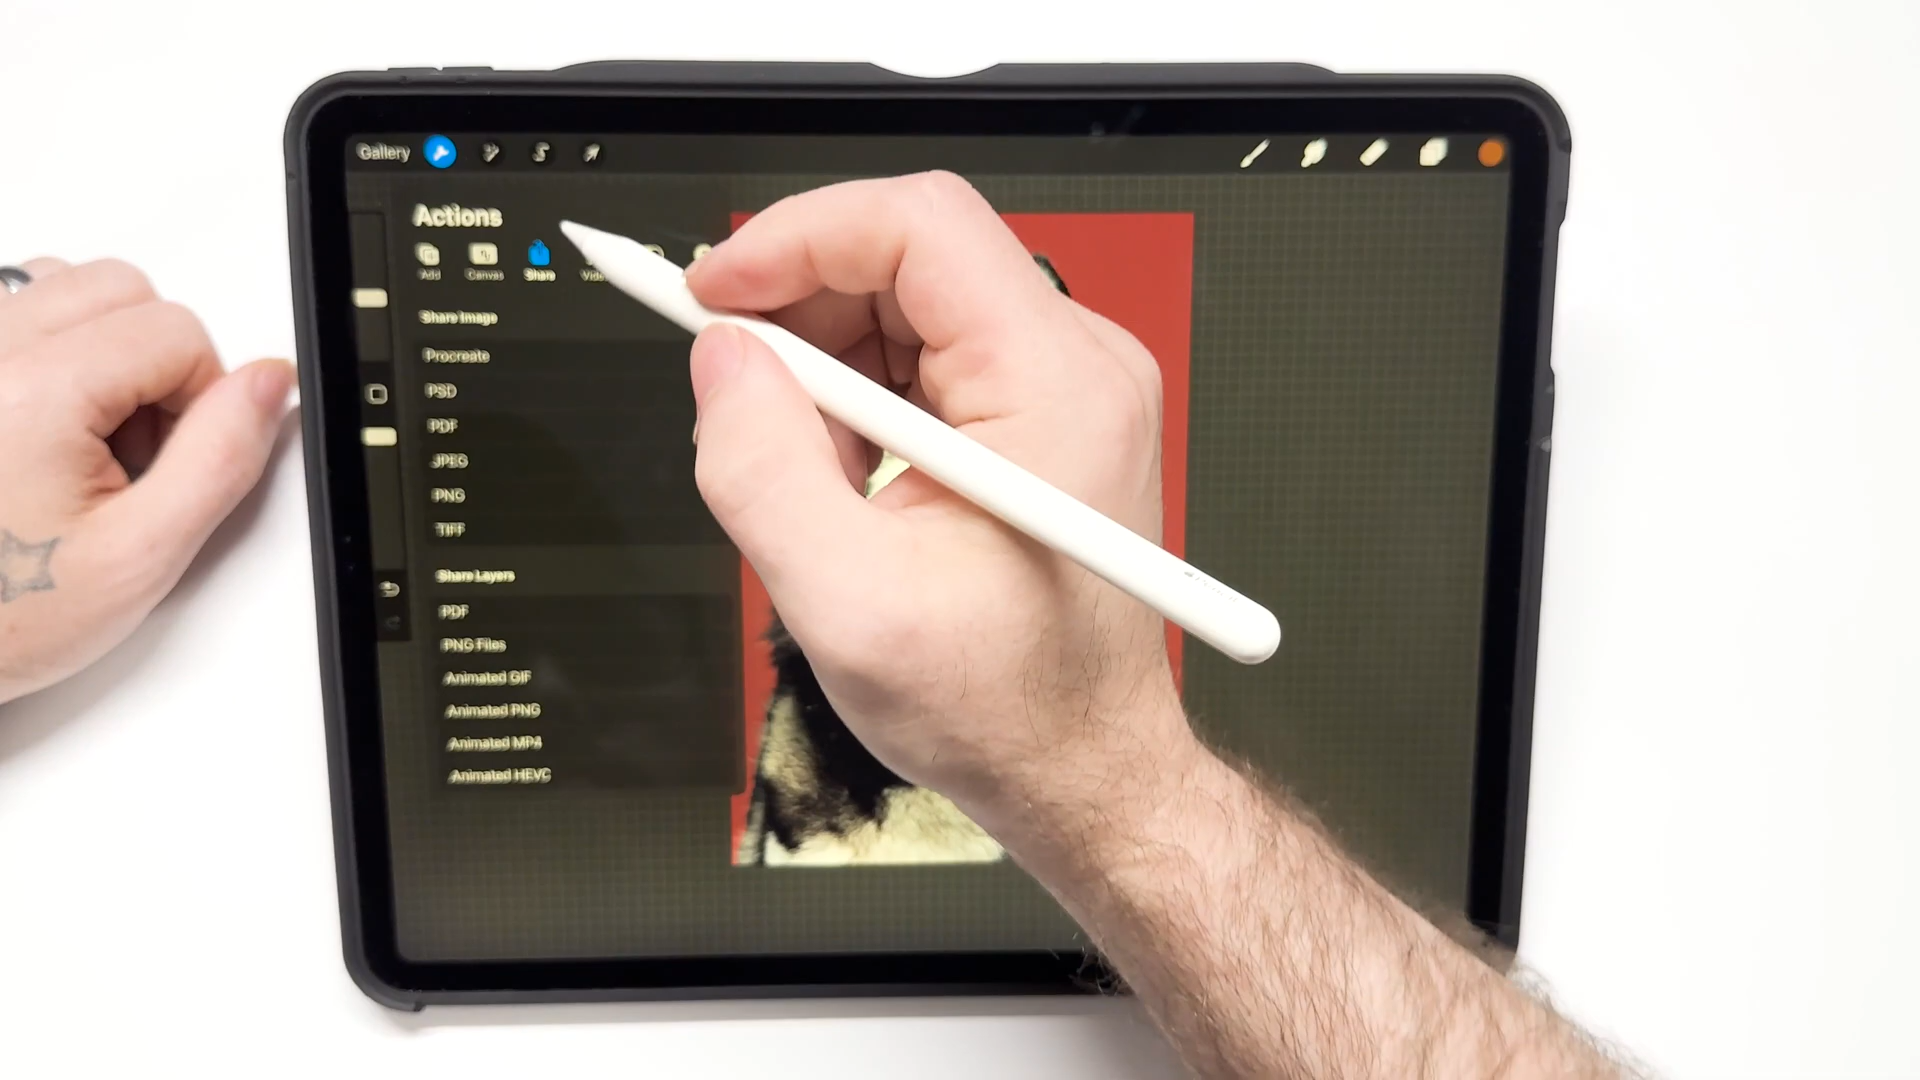 Gallery
Actions
Add
Canvas
Share
Share Image
Procreate
PSD
PDF
JPEG
PNG
TIFF
Share Layers
PDF
PNG Files
Animated GIF
Animated PNG
Animated MP4
Animated HEVC
Pencil